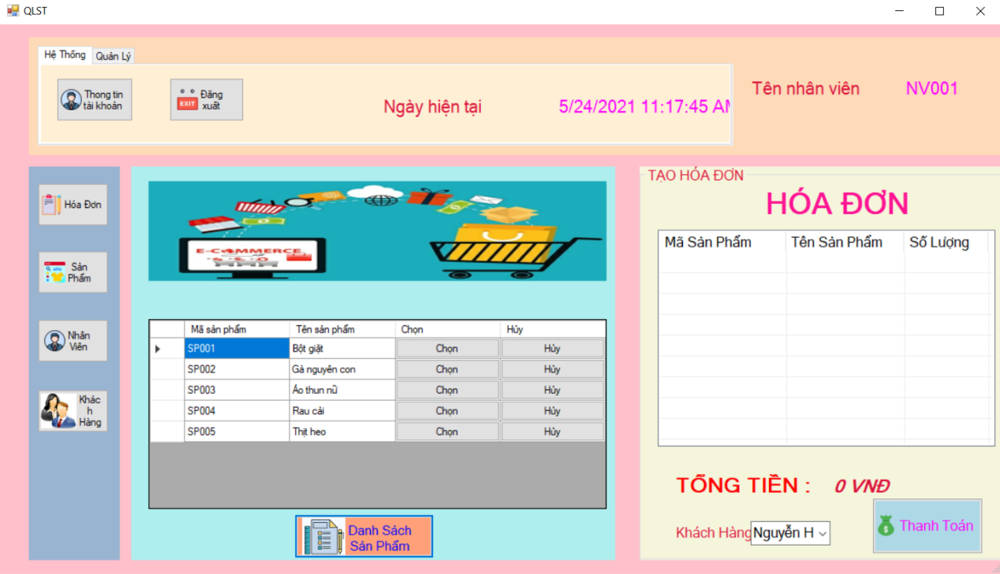 QLST
Hệ Thống
Quản Lý
Thong tin
tài khoản
EXIT
Đăng
xuất
Ngày hiện tại
5/24/2021 11:17:45 AM
Tên nhân viên
NV001
Hóa Đơn
Sản
Phẩm
Nhân
Viên
Khác
h
Hàng
E-COMMERCE
Mã sản phẩm Tên sản phẩm Chọn Hủy
SP001 Bột giặt Chọn Hủy
SP002 Gà nguyên con Chọn Hủy
SP003 Áo thun nữ Chọn Hủy
SP004 Rau cải Chọn Hủy
SP005 Thịt heo Chọn Hủy
Danh Sách
Sản Phẩm
TẠO HÓA ĐƠN
HÓA ĐƠN
Mã Sản Phẩm Tên Sản Phẩm Số Lượng
TỔNG TIỀN : 0 VNĐ
Khách Hàng Nguyễn H
Thanh Toán